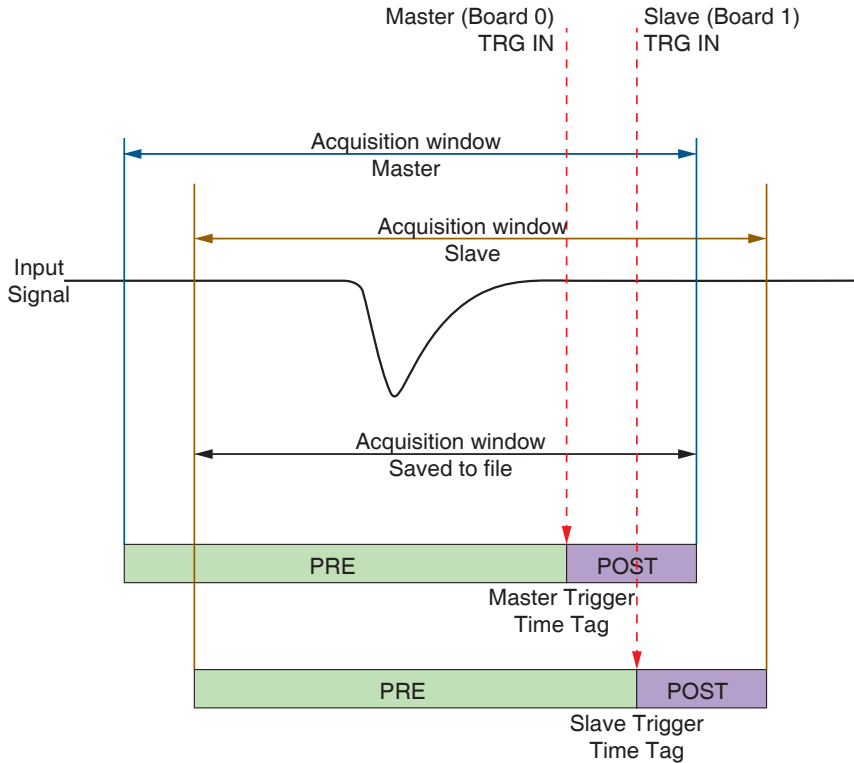 Master (Board 0)
TRG IN
Slave (Board 1)
TRG IN
Acquisition window
Master
Acquisition window
Slave
Input
Signal
Acquisition window
Saved to file
PRE
POST
Master Trigger
Time Tag
PRE
POST
Slave Trigger
Time Tag